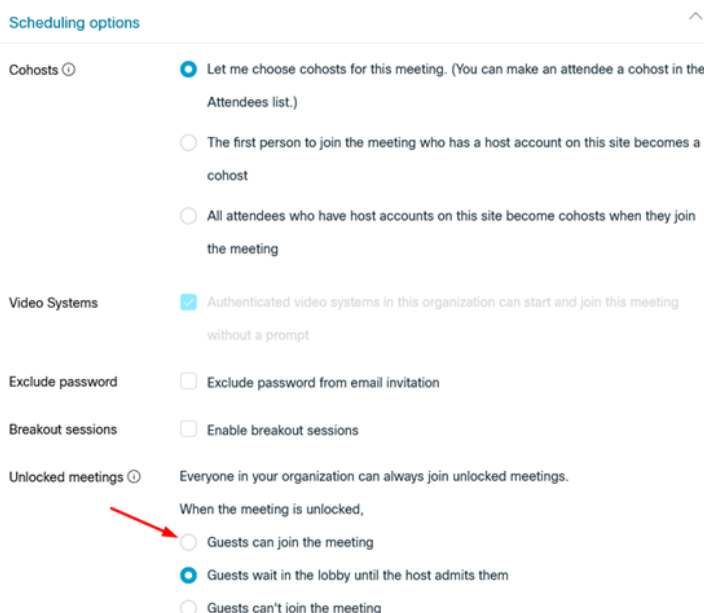 Scheduling options
Cohosts
Let me choose cohosts for this meeting. (You can make an attendee a cohost in the
Attendees list.)
The first person to join the meeting who has a host account on this site becomes a
cohost
All attendees who have host accounts on this site become cohosts when they join
the meeting
Video Systems
Authenticated video systems in this organization can start and join this meeting
without a prompt
Exclude password
Exclude password from email invitation
Breakout sessions
Enable breakout sessions
Unlocked meetings
Everyone in your organization can always join unlocked meetings.
When the meeting is unlocked,
Guests can join the meeting
Guests wait in the lobby until the host admits them
Guests can't join the meeting